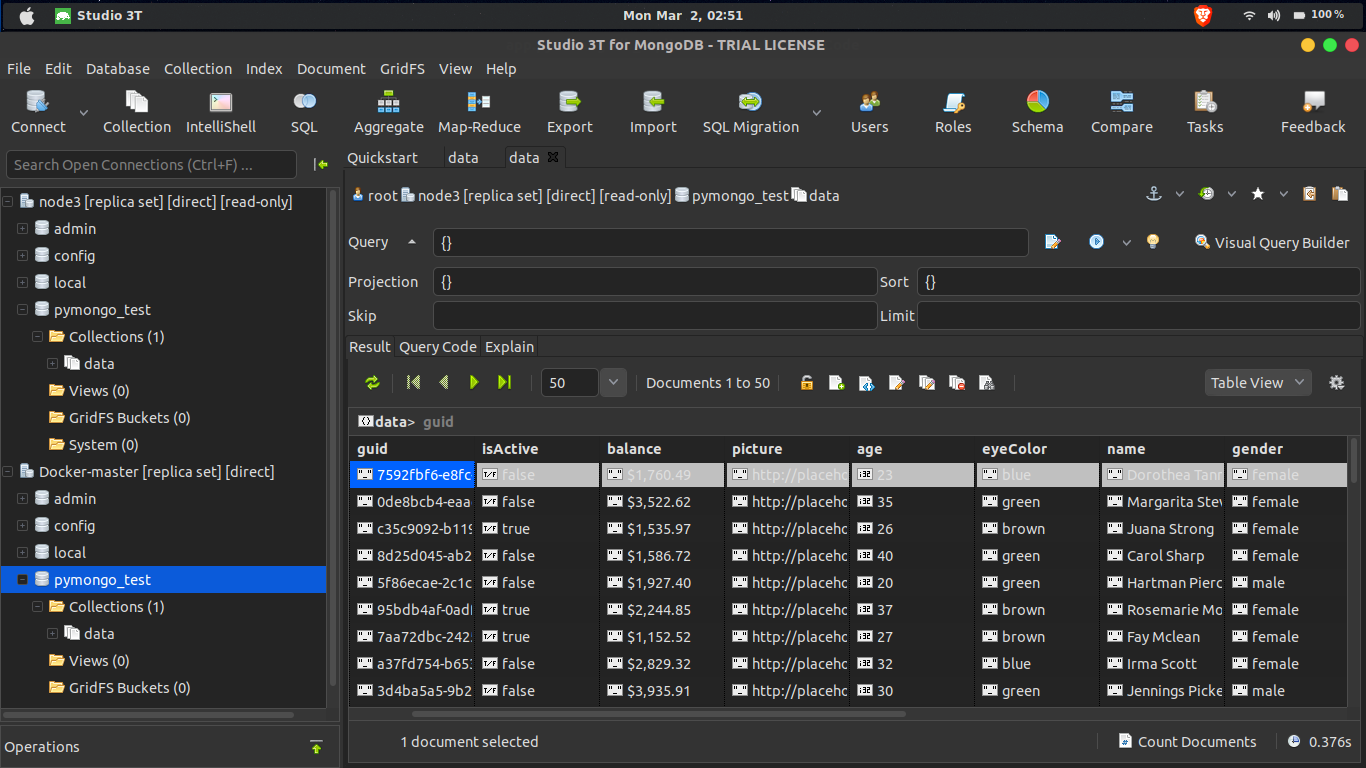 Studio 3T Mon Mar 2, 02:51 100 %
Studio 3T for MongoDB - TRIAL LICENSE
File Edit Database Collection Index Document GridFS View Help
Connect Collection IntelliShell SQL Aggregate Map-Reduce Export Import SQL Migration Users Roles Schema Compare Tasks Feedback
Search Open Connections (Ctrl+F) ...
node3 [replica set] [direct] [read-only]
admin
config
local
pymongo_test
Collections (1)
data
Views (0)
GridFS Buckets (0)
System (0)
Docker-master [replica set] [direct]
admin
config
local
pymongo_test
Collections (1)
data
Views (0)
GridFS Buckets (0)
Operations
Quickstart data data
root node3 [replica set] [direct] [read-only] pymongo_test data
Query {} Visual Query Builder
Projection {} Sort {}
Skip Limit
Result Query Code Explain
50 Documents 1 to 50 Table View
data> guid
guid isActive balance picture age eyeColor name gender
7592fbf6-e8fc false $1,760.49 http://placeho 23 blue Dorothea Tann female
0de8bcb4-eaa false $3,522.62 http://placeho 35 green Margarita Stev female
c35c9092-b119 true $1,535.97 http://placeho 26 brown Juana Strong female
8d25d045-ab2 false $1,586.72 http://placeho 40 green Carol Sharp female
5f86ecae-2c1c false $1,927.40 http://placeho 20 green Hartman Pierc male
95bdb4af-0adf true $2,244.85 http://placeho 37 brown Rosemarie Mo female
7aa72dbc-242 true $1,152.52 http://placeho 27 brown Fay Mclean female
a37fd754-b653 false $2,829.32 http://placeho 32 blue Irma Scott female
3d4ba5a5-9b2 false $3,935.91 http://placeho 30 green Jennings Picke male
1 document selected Count Documents 0.376s